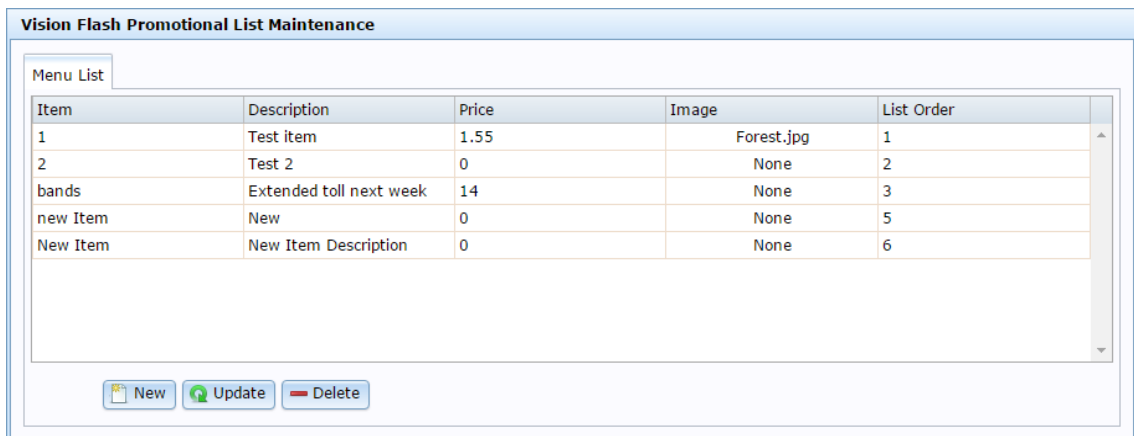 Vision Flash Promotional List Maintenance
Menu List
Item Description Price Image List Order
1 Test item 1.55 Forest.jpg 1
2 Test 2 0 None 2
bands Extended toll next week 14 None 3
new Item New 0 None 5
New Item New Item Description 0 None 6
New Update Delete